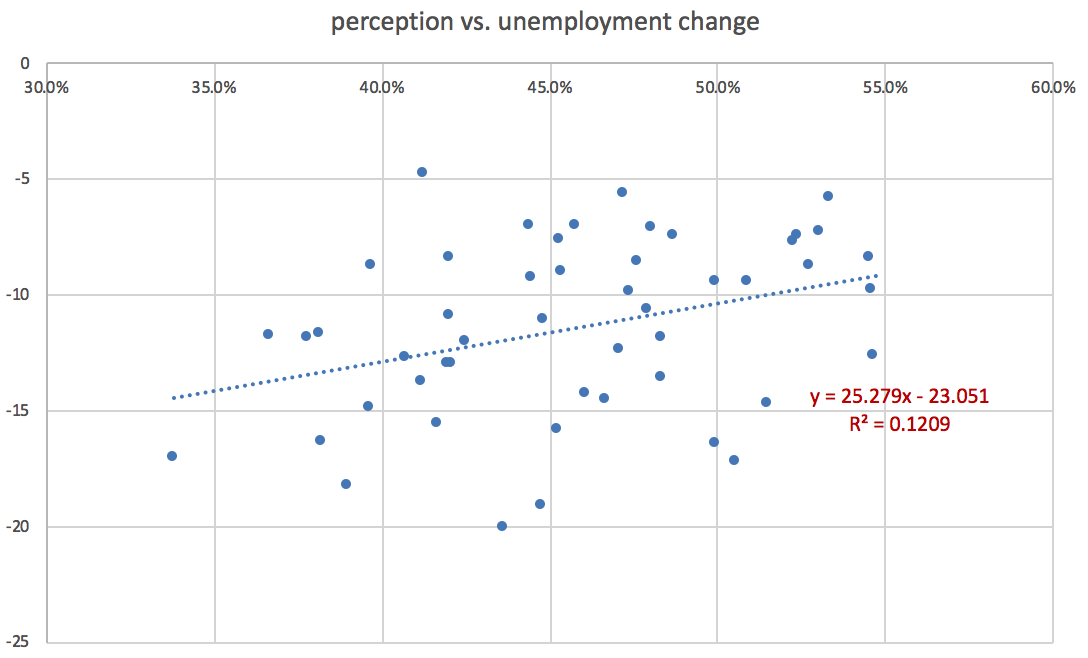 perception vs. unemployment change
0
30.0% 35.0% 40.0% 45.0% 50.0% 55.0% 60.0%
-5
-10
y = 25.279x - 23.051
-15
R² = 0.1209
-20
-25